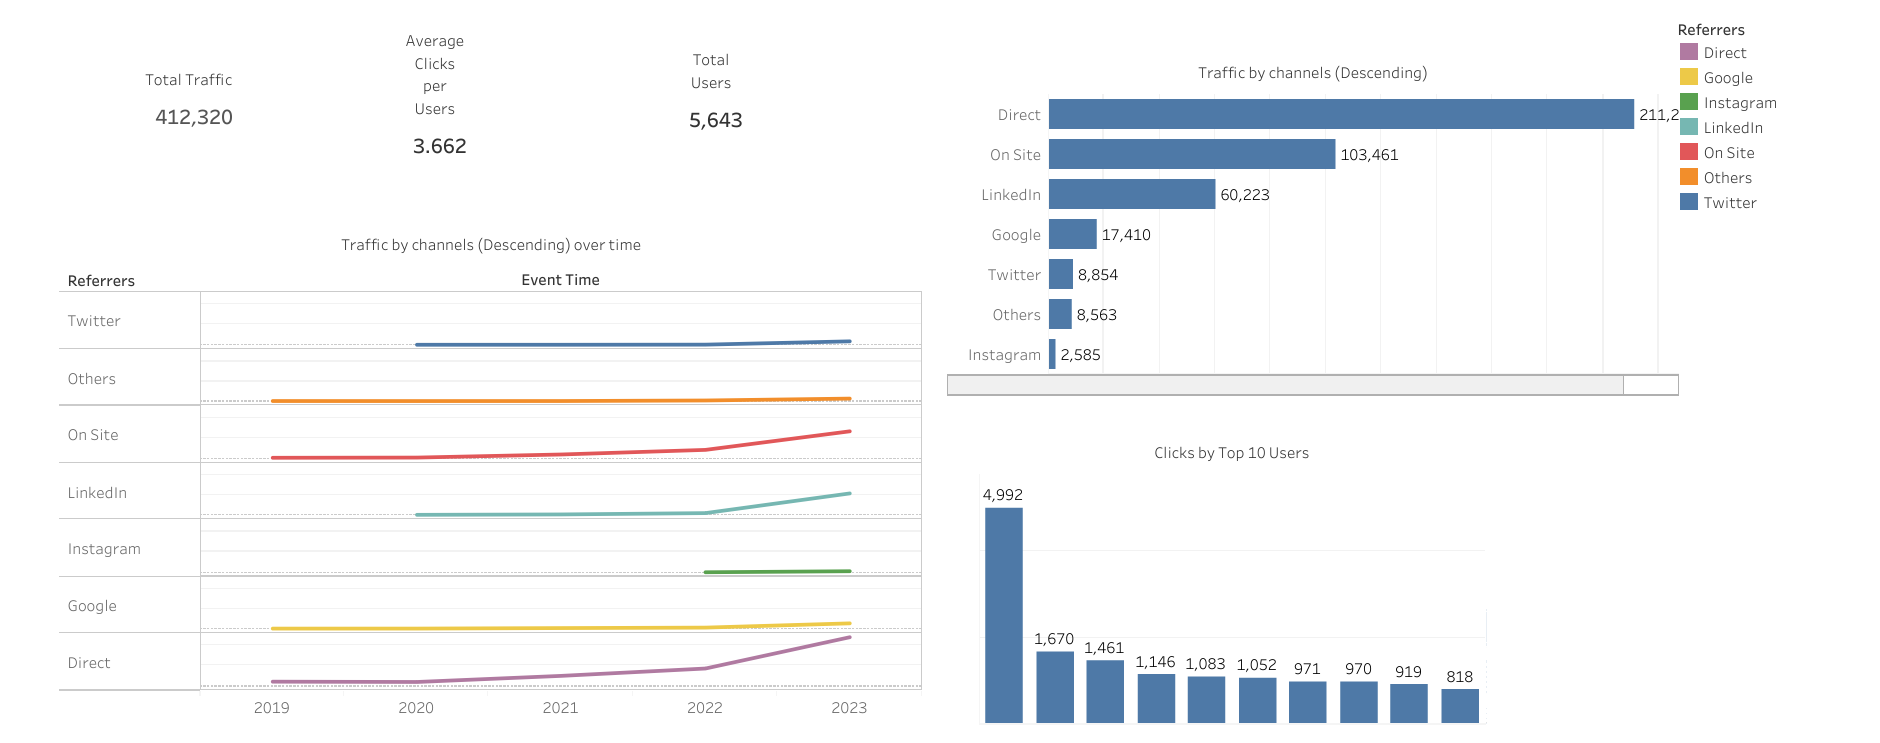 Total Traffic
412,320
Average
Clicks
per
Users
3.662
Total
Users
5,643
Traffic by channels (Descending) over time
Referrers
Event Time
Twitter
Others
On Site
LinkedIn
Instagram
Google
Direct
2019 2020 2021 2022 2023
Traffic by channels (Descending)
Direct 211,2
On Site 103,461
LinkedIn 60,223
Google 17,410
Twitter 8,854
Others 8,563
Instagram 2,585
Referrers
Direct
Google
Instagram
LinkedIn
On Site
Others
Twitter
Clicks by Top 10 Users
4,992 1,670 1,461 1,146 1,083 1,052 971 970 919 818